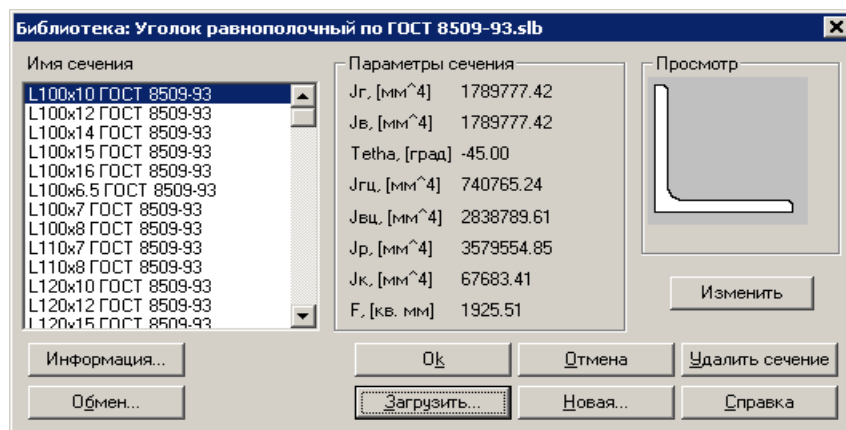 Библиотека: Уголок равнополочный по ГОСТ 8509-93.slb
Имя сечения
L100x10 ГОСТ 8509-93
L100x12 ГОСТ 8509-93
L100x14 ГОСТ 8509-93
L100x15 ГОСТ 8509-93
L100x16 ГОСТ 8509-93
L100x6.5 ГОСТ 8509-93
L100x7 ГОСТ 8509-93
L100x8 ГОСТ 8509-93
L110x7 ГОСТ 8509-93
L110x8 ГОСТ 8509-93
L120x10 ГОСТ 8509-93
L120x12 ГОСТ 8509-93
L120x15 ГОСТ 8509-93
Параметры сечения
Jг, [мм^4] 1789777.42
Jв, [мм^4] 1789777.42
Tetha, [град] -45.00
Jгц, [мм^4] 740765.24
Jвц, [мм^4] 2838789.61
Jp, [мм^4] 3579554.85
Jк, [мм^4] 67683.41
F, [кв. мм] 1925.51
Просмотр
Изменить
Информация... Ok Отмена Удалить сечение
Обмен... Загрузить... Новая... Справка